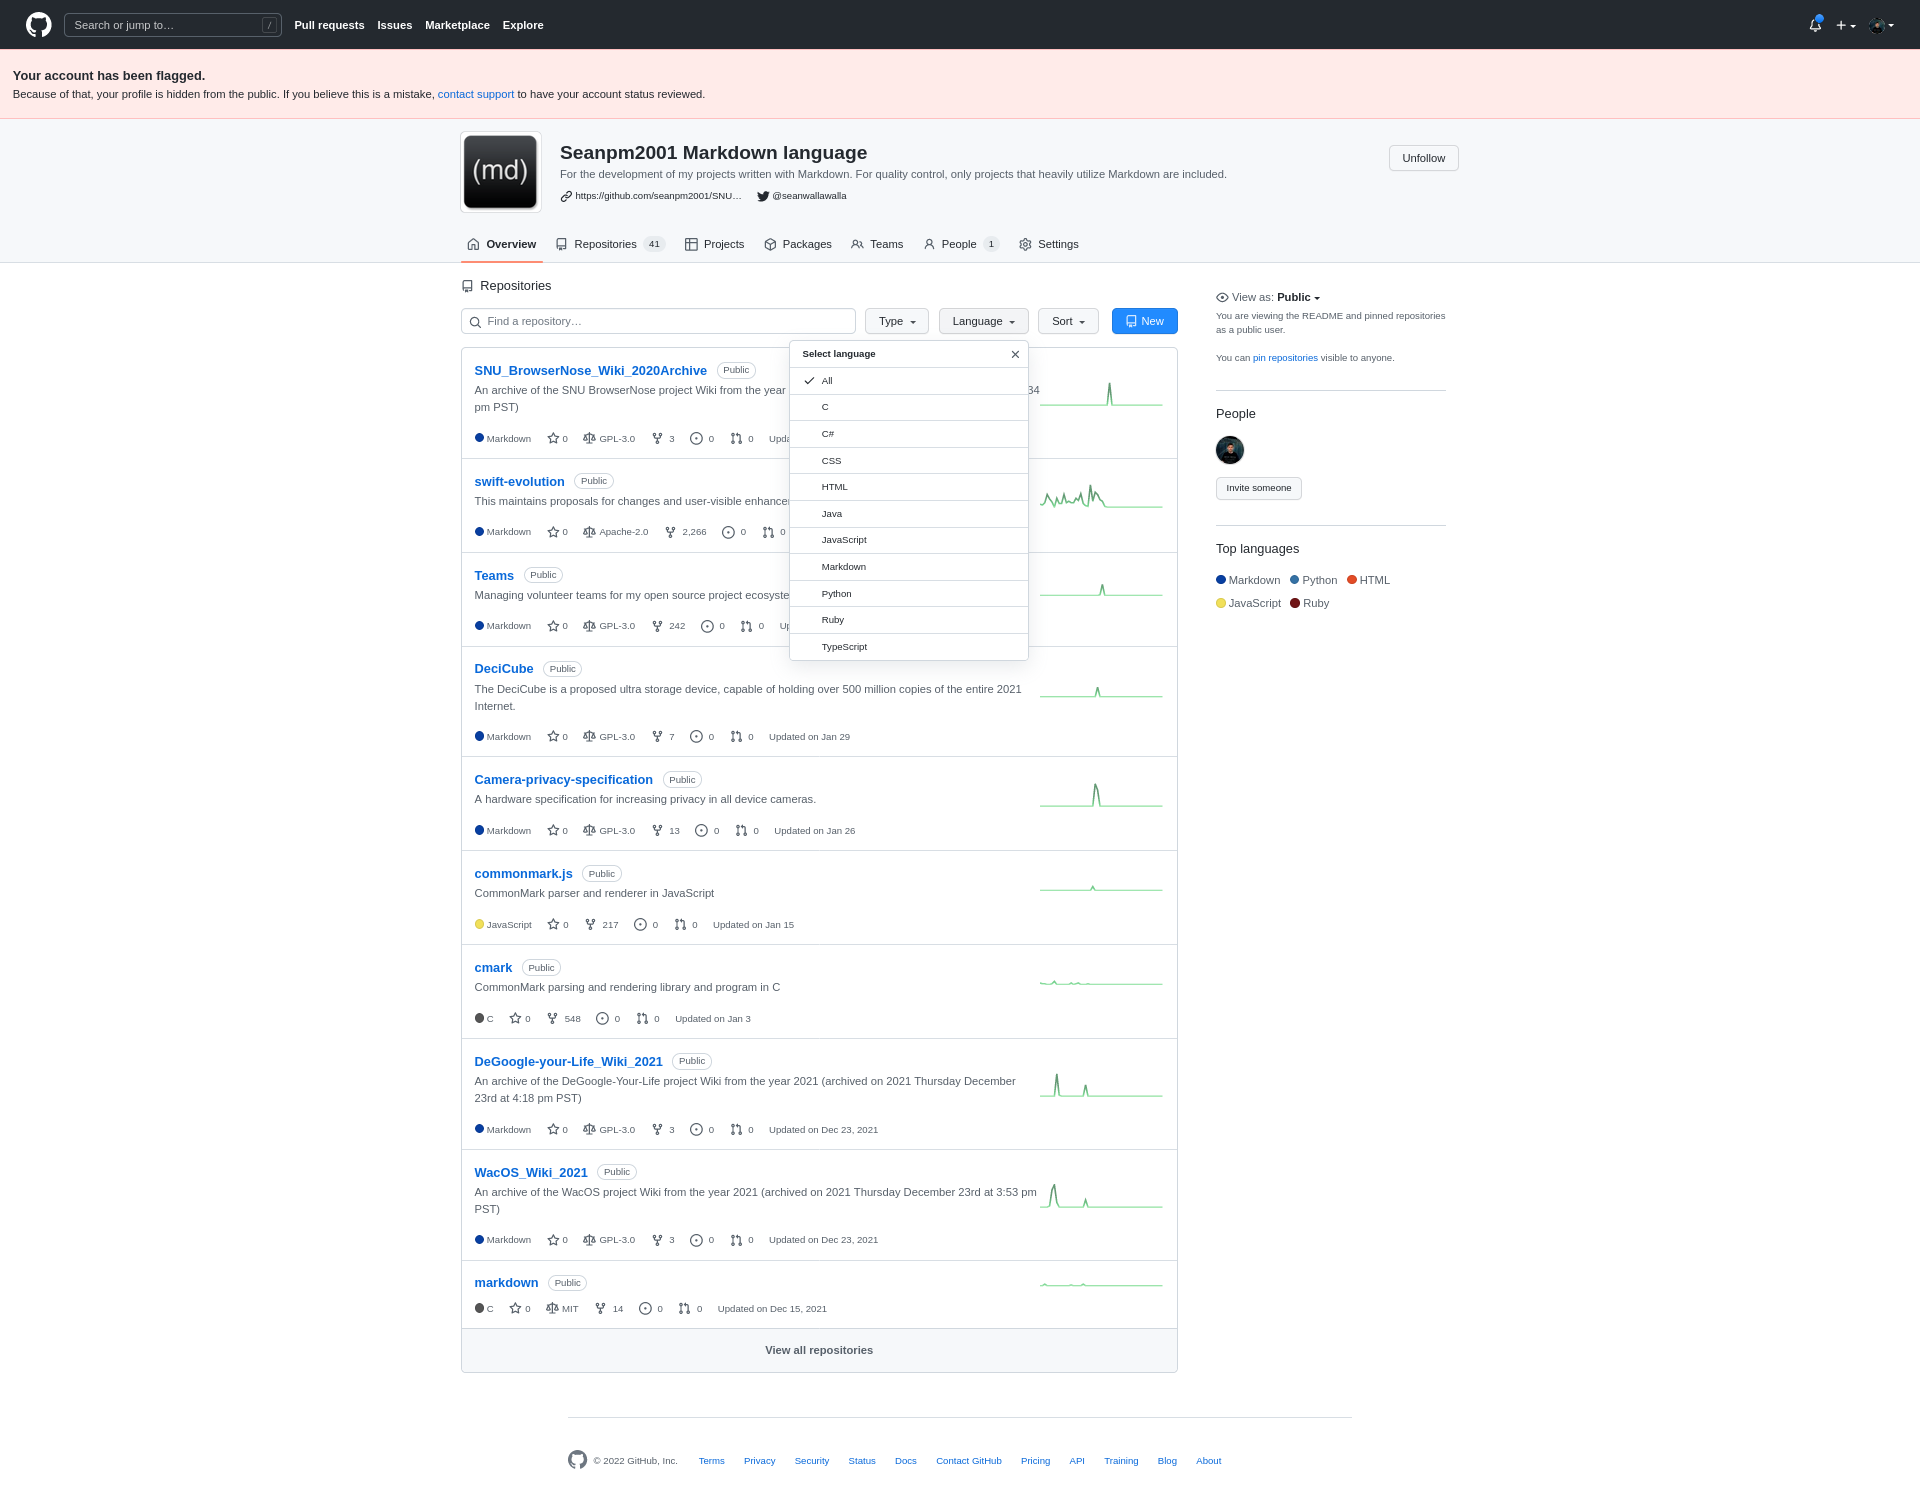 Search or jump to…
/
Pull requests
Issues
Marketplace
Explore
Your account has been flagged.
Because of that, your profile is hidden from the public. If you believe this is a mistake, contact support to have your account status reviewed.
(md)
Seanpm2001 Markdown language
For the development of my projects written with Markdown. For quality control, only projects that heavily utilize Markdown are included.
https://github.com/seanpm2001/SNU…
@seanwallawalla
Unfollow
Overview
Repositories 41
Projects
Packages
Teams
People 1
Settings
Repositories
Find a repository…
Type
Language
Sort
New
Select language
All
C
C#
CSS
HTML
Java
JavaScript
Markdown
Python
Ruby
TypeScript
SNU_BrowserNose_Wiki_2020Archive Public
An archive of the SNU BrowserNose project Wiki from the year 34
pm PST)
Markdown 0 GPL-3.0 3 0 0 Upda
swift-evolution Public
This maintains proposals for changes and user-visible enhancem
Markdown 0 Apache-2.0 2,266 0 0
Teams Public
Managing volunteer teams for my open source project ecosyste
Markdown 0 GPL-3.0 242 0 0 Up
DeciCube Public
The DeciCube is a proposed ultra storage device, capable of holding over 500 million copies of the entire 2021
Internet.
Markdown 0 GPL-3.0 7 0 0 Updated on Jan 29
Camera-privacy-specification Public
A hardware specification for increasing privacy in all device cameras.
Markdown 0 GPL-3.0 13 0 0 Updated on Jan 26
commonmark.js Public
CommonMark parser and renderer in JavaScript
JavaScript 0 217 0 0 Updated on Jan 15
cmark Public
CommonMark parsing and rendering library and program in C
C 0 548 0 0 Updated on Jan 3
DeGoogle-your-Life_Wiki_2021 Public
An archive of the DeGoogle-Your-Life project Wiki from the year 2021 (archived on 2021 Thursday December
23rd at 4:18 pm PST)
Markdown 0 GPL-3.0 3 0 0 Updated on Dec 23, 2021
WacOS_Wiki_2021 Public
An archive of the WacOS project Wiki from the year 2021 (archived on 2021 Thursday December 23rd at 3:53 pm
PST)
Markdown 0 GPL-3.0 3 0 0 Updated on Dec 23, 2021
markdown Public
C 0 MIT 14 0 0 Updated on Dec 15, 2021
View all repositories
View as: Public
You are viewing the README and pinned repositories
as a public user.
You can pin repositories visible to anyone.
People
Invite someone
Top languages
Markdown Python HTML
JavaScript Ruby
© 2022 GitHub, Inc.
Terms
Privacy
Security
Status
Docs
Contact GitHub
Pricing
API
Training
Blog
About